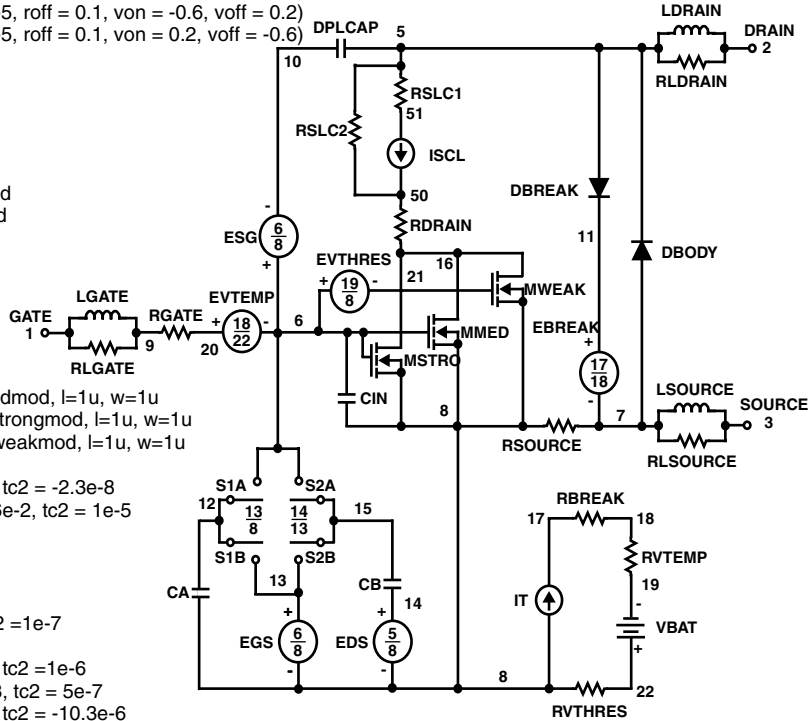 5, roff = 0.1, von = -0.6, voff = 0.2)
5, roff = 0.1, von = 0.2, voff = -0.6)
DPLCAP
5
10
LDRAIN
DRAIN
2
RLDRAIN
RSLC1
51
RSLC2
ISCL
50
RDRAIN
DBREAK
11
DBODY
d
d
ESG
-
6
8
+
EVTHRES
+
19
8
-
16
21
MWEAK
GATE
1
LGATE
RLGATE
9
RGATE
20
EVTEMP
+
18
22
-
6
MMED
MSTRO
EBREAK
+
17
18
-
CIN
8
RSOURCE
7
LSOURCE
SOURCE
3
RLSOURCE
dmod, l=1u, w=1u
trongmod, l=1u, w=1u
weakmod, l=1u, w=1u
tc2 = -2.3e-8
e-2, tc2 = 1e-5
S1A
S2A
12
13
8
14
13
15
S1B
S2B
13
CA
CB
14
+
EGS
6
8
-
+
EDS
5
8
-
RBREAK
17
18
RVTEMP
19
IT
-
VBAT
+
8
22
RVTHRES
2 =1e-7
tc2 =1e-6
, tc2 = 5e-7
tc2 = -10.3e-6